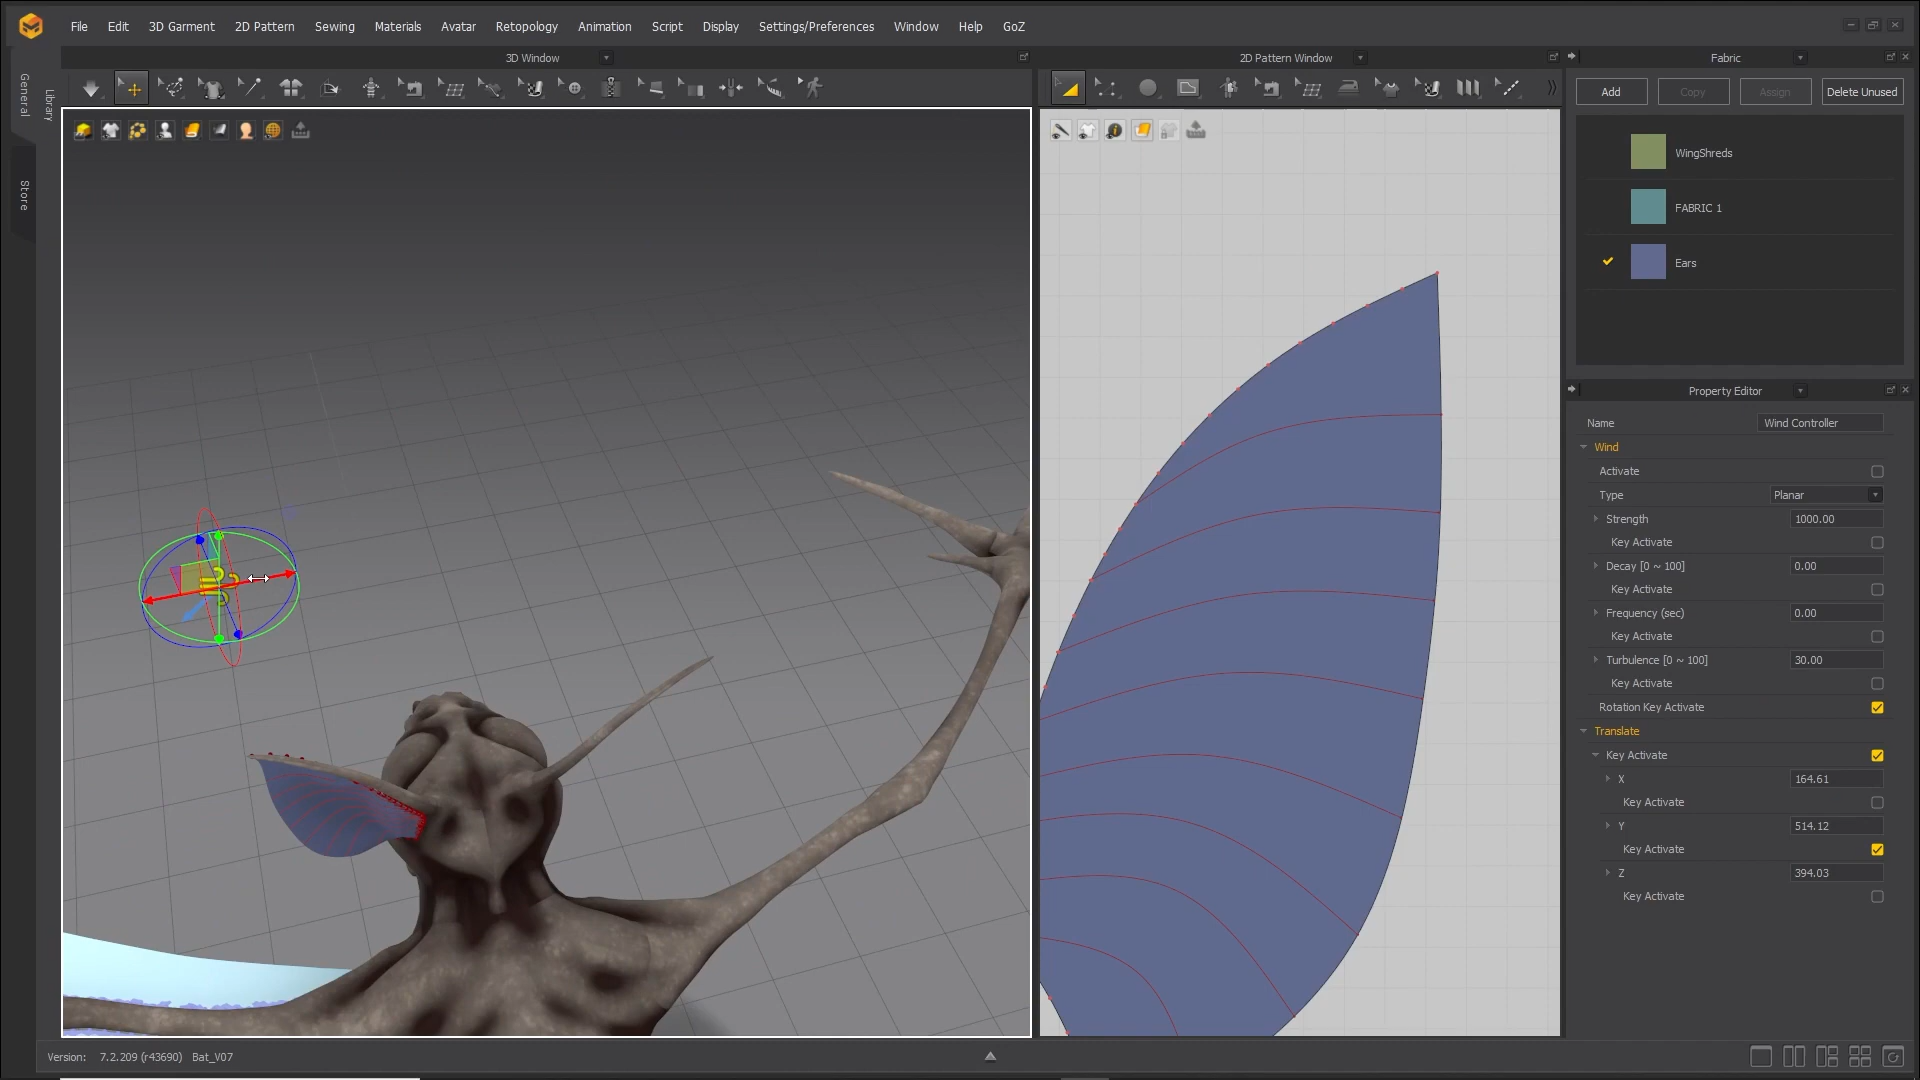 File Edit 3D Garment 2D Pattern Sewing Materials Avatar Retopology Animation Script Display Settings/Preferences Window Help GoZ
3D Window
2D Pattern Window
Fabric
General
Library
Store
Add Copy Assign Delete Unused
WingShreds
FABRIC 1
Ears
Property Editor
Name Wind Controller
Wind
Activate
Type Planar
Strength 1000.00
Key Activate
Decay [0 ~ 100] 0.00
Key Activate
Frequency (sec) 0.00
Key Activate
Turbulence [0 ~ 100] 30.00
Key Activate
Rotation Key Activate
Translate
Key Activate
X 164.61
Key Activate
Y 514.12
Key Activate
Z 394.03
Key Activate
Version: 7.2.209 (r43690) Bat_V07